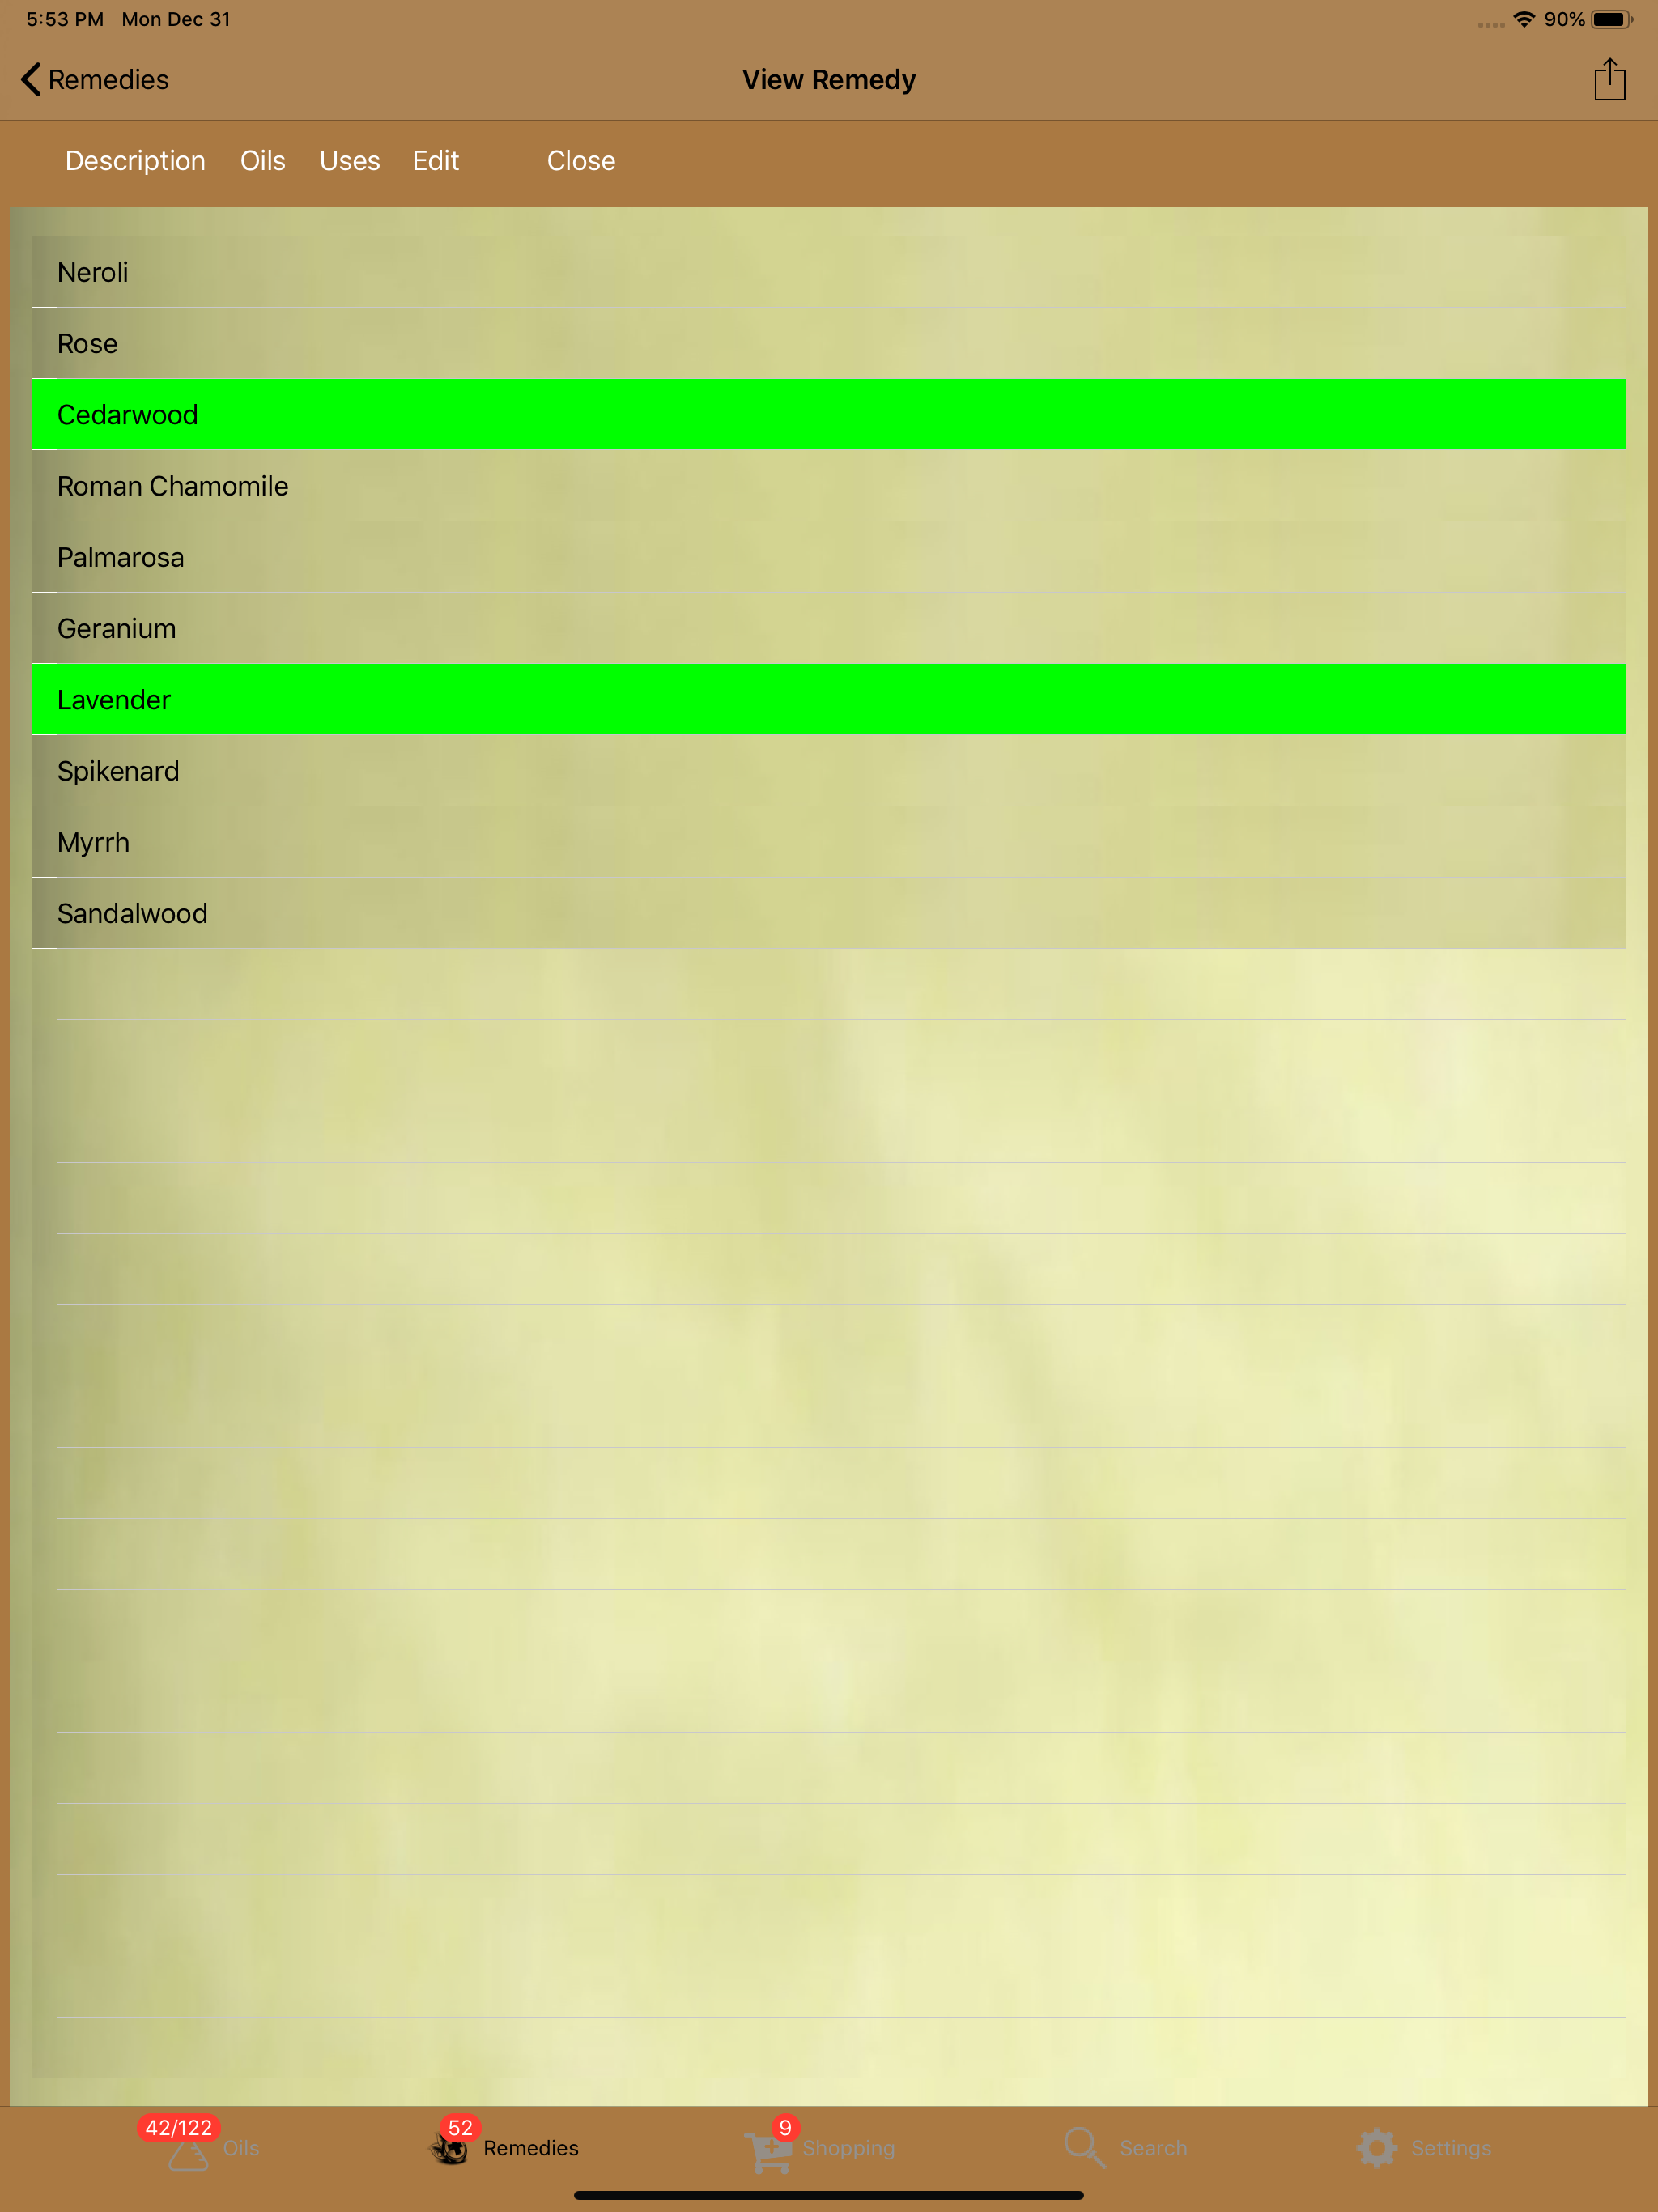 5:53 PM Mon Dec 31 90%
Remedies View Remedy
Description Oils Uses Edit Close
Neroli
Rose
Cedarwood
Roman Chamomile
Palmarosa
Geranium
Lavender
Spikenard
Myrrh
Sandalwood
42/122 52 9
Oils Remedies Shopping Search Settings